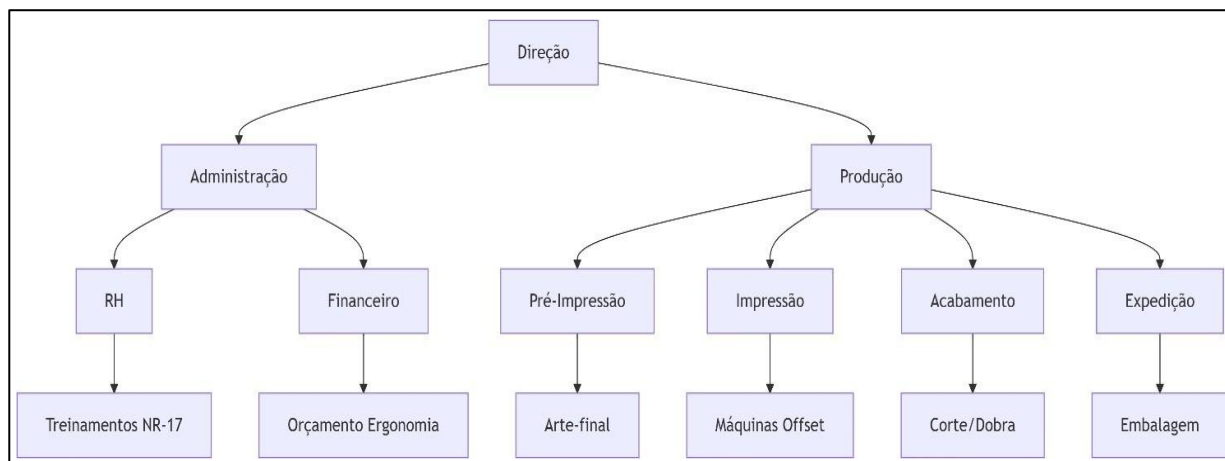 Direção
Administração
Produção
RH
Financeiro
Pré-Impressão
Impressão
Acabamento
Expedição
Treinamentos NR-17
Orçamento Ergonomia
Arte-final
Máquinas Offset
Corte/Dobra
Embalagem